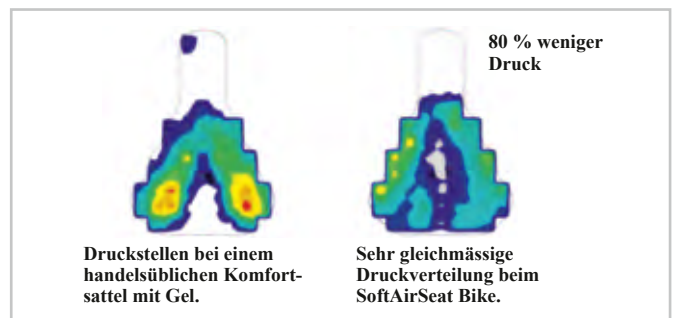 80 % weniger
Druck
Druckstellen bei einem
handelsüblichen Komfort-
sattel mit Gel.
Sehr gleichmässige
Druckverteilung beim
SoftAirSeat Bike.